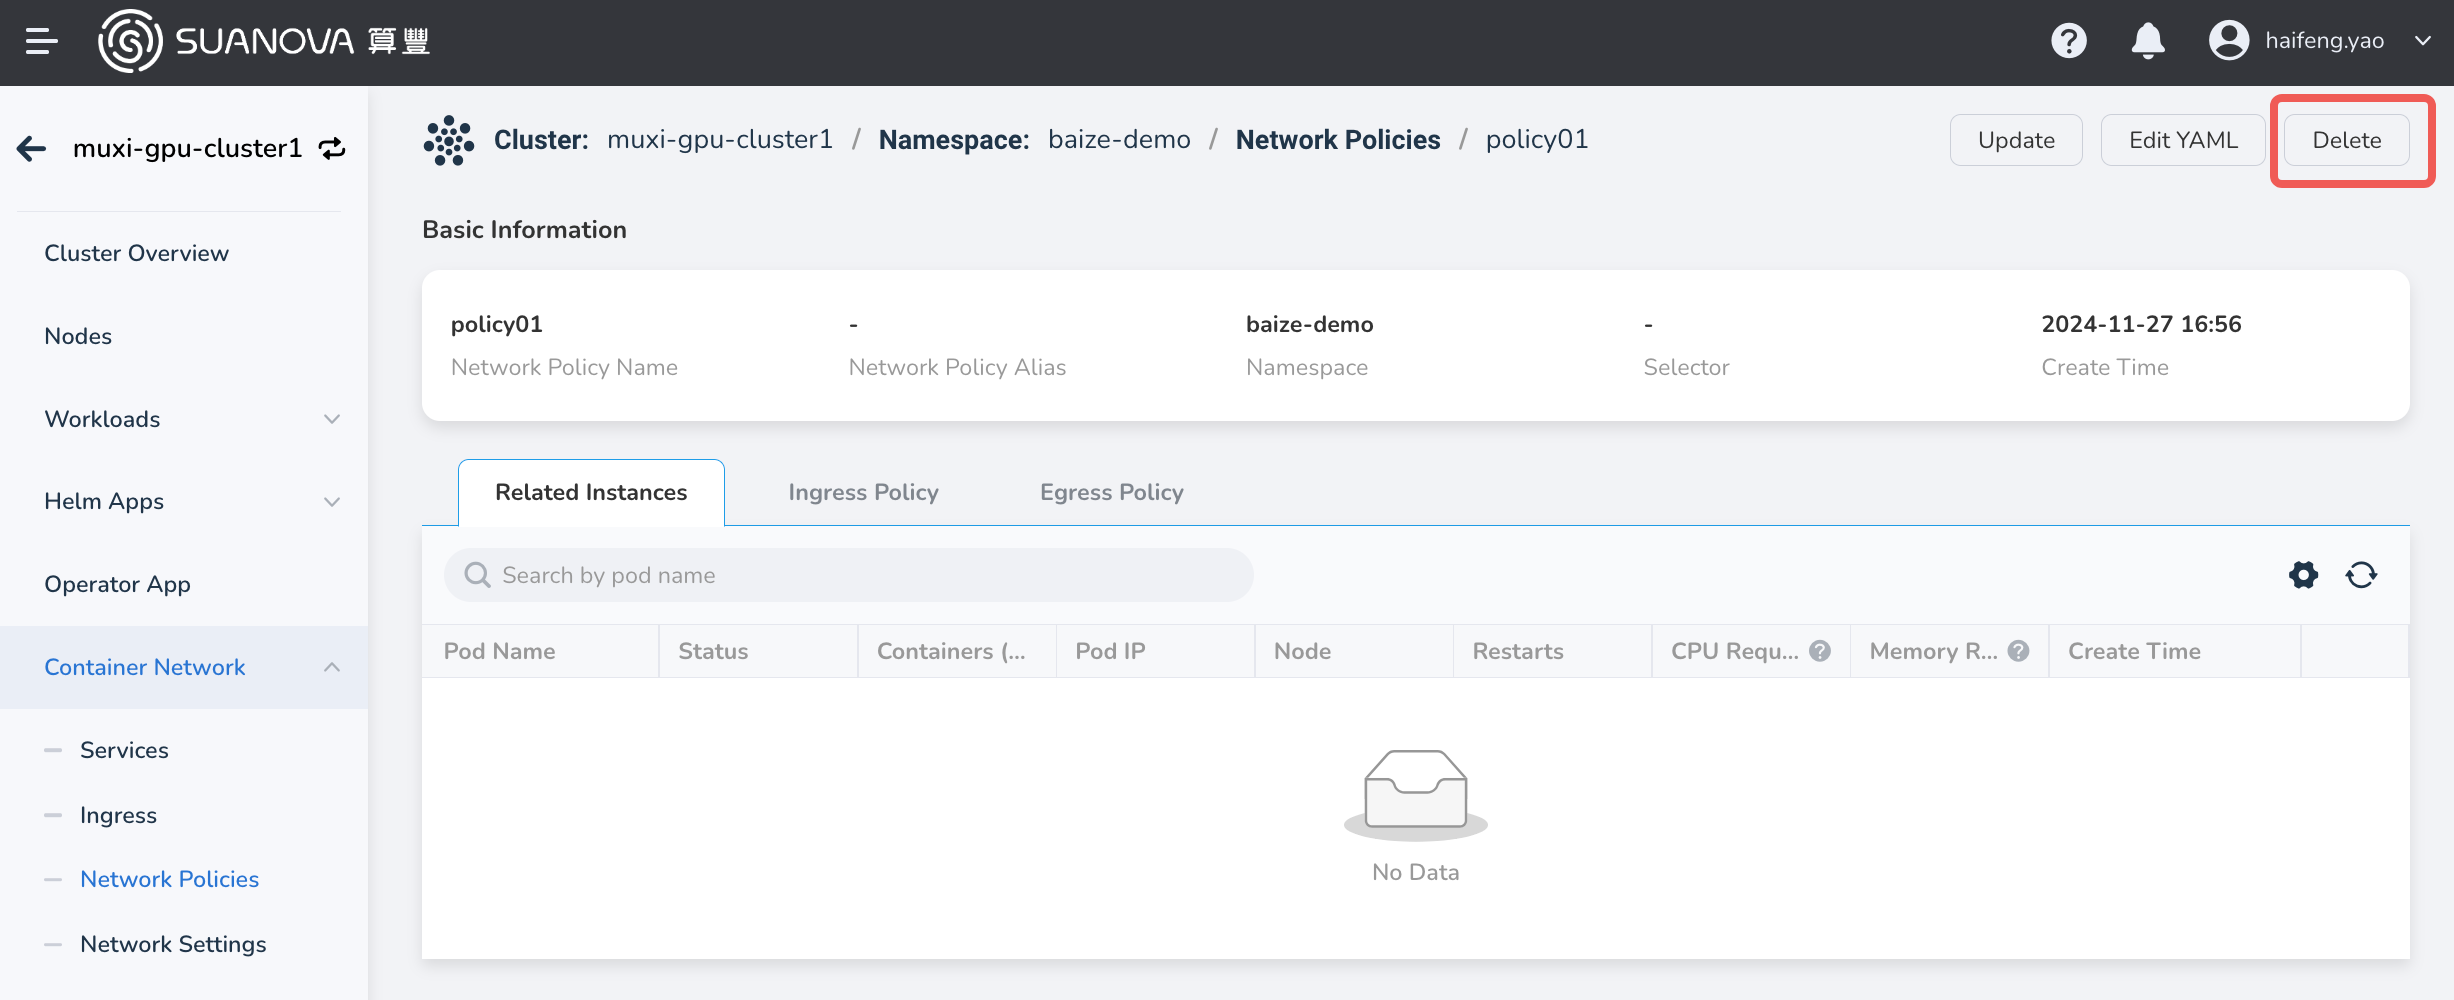 SUANOVA 算豐
haifeng.yao
muxi-gpu-cluster1
Cluster: muxi-gpu-cluster1 / Namespace: baize-demo / Network Policies / policy01
Update
Edit YAML
Delete
Cluster Overview
Nodes
Workloads
Helm Apps
Operator App
Container Network
Services
Ingress
Network Policies
Network Settings
Basic Information
policy01
Network Policy Name
-
Network Policy Alias
baize-demo
Namespace
-
Selector
2024-11-27 16:56
Create Time
Related Instances
Ingress Policy
Egress Policy
Search by pod name
Pod Name
Status
Containers (...
Pod IP
Node
Restarts
CPU Requ...
Memory R...
Create Time
No Data